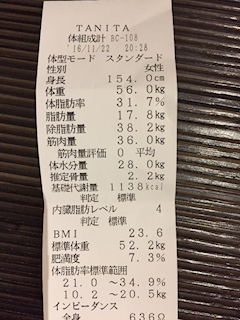 TANITA
体組成計 BC-108
'16/11/22 20:28
体型モード スタンダード
性別 女性
身長 154.0cm
体重 56.0kg
体脂肪率 31.7%
脂肪量 17.8kg
除脂肪量 38.2kg
筋肉量 36.0kg
筋肉量評価 0 平均
体水分量 28.0kg
推定骨量 2.2kg
基礎代謝量 1138kcal
判定 標準
内臓脂肪レベル 4
判定 標準
BMI 23.6
標準体重 52.2kg
肥満度 7.3%
体脂肪率標準範囲
21.0 ~34.9%
10.2 ~20.5kg
インピーダンス
全身 636Ω